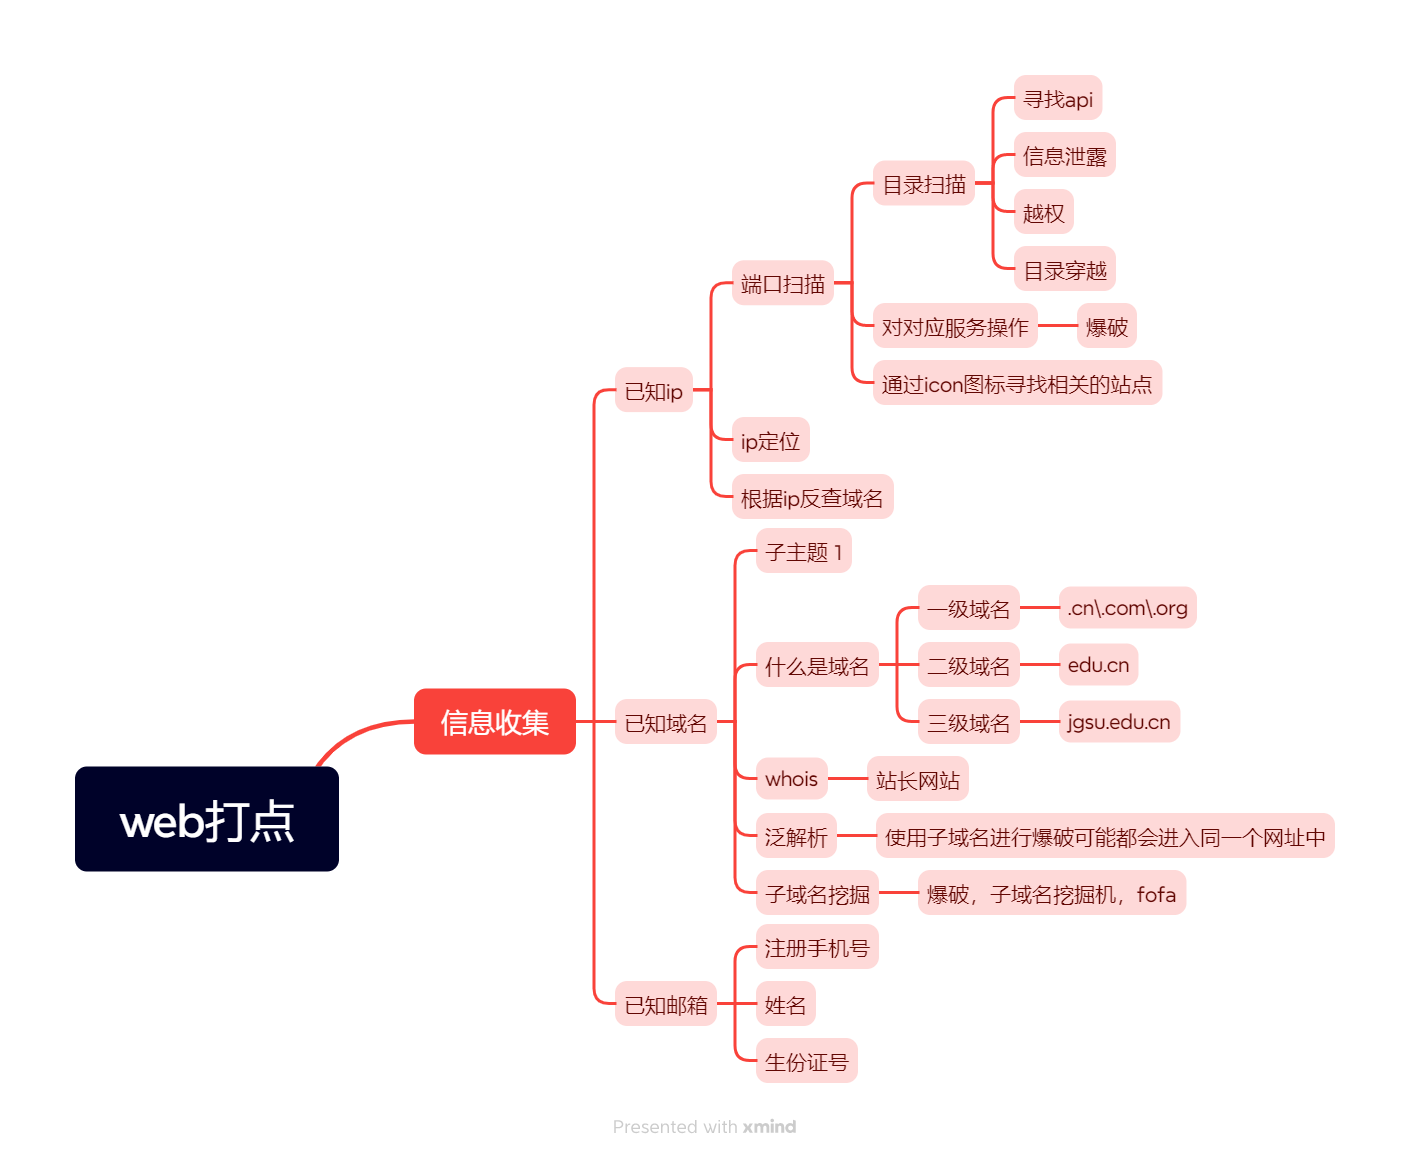 web打点
信息收集
已知ip
端口扫描
目录扫描
寻找api
信息泄露
越权
目录穿越
对对应服务操作
爆破
通过icon图标寻找相关的站点
ip定位
根据ip反查域名
已知域名
子主题 1
什么是域名
一级域名
.cn\.com\.org
二级域名
edu.cn
三级域名
jgsu.edu.cn
whois
站长网站
泛解析
使用子域名进行爆破可能都会进入同一个网址中
子域名挖掘
爆破，子域名挖掘机，fofa
已知邮箱
注册手机号
姓名
生份证号
Presented with xmind